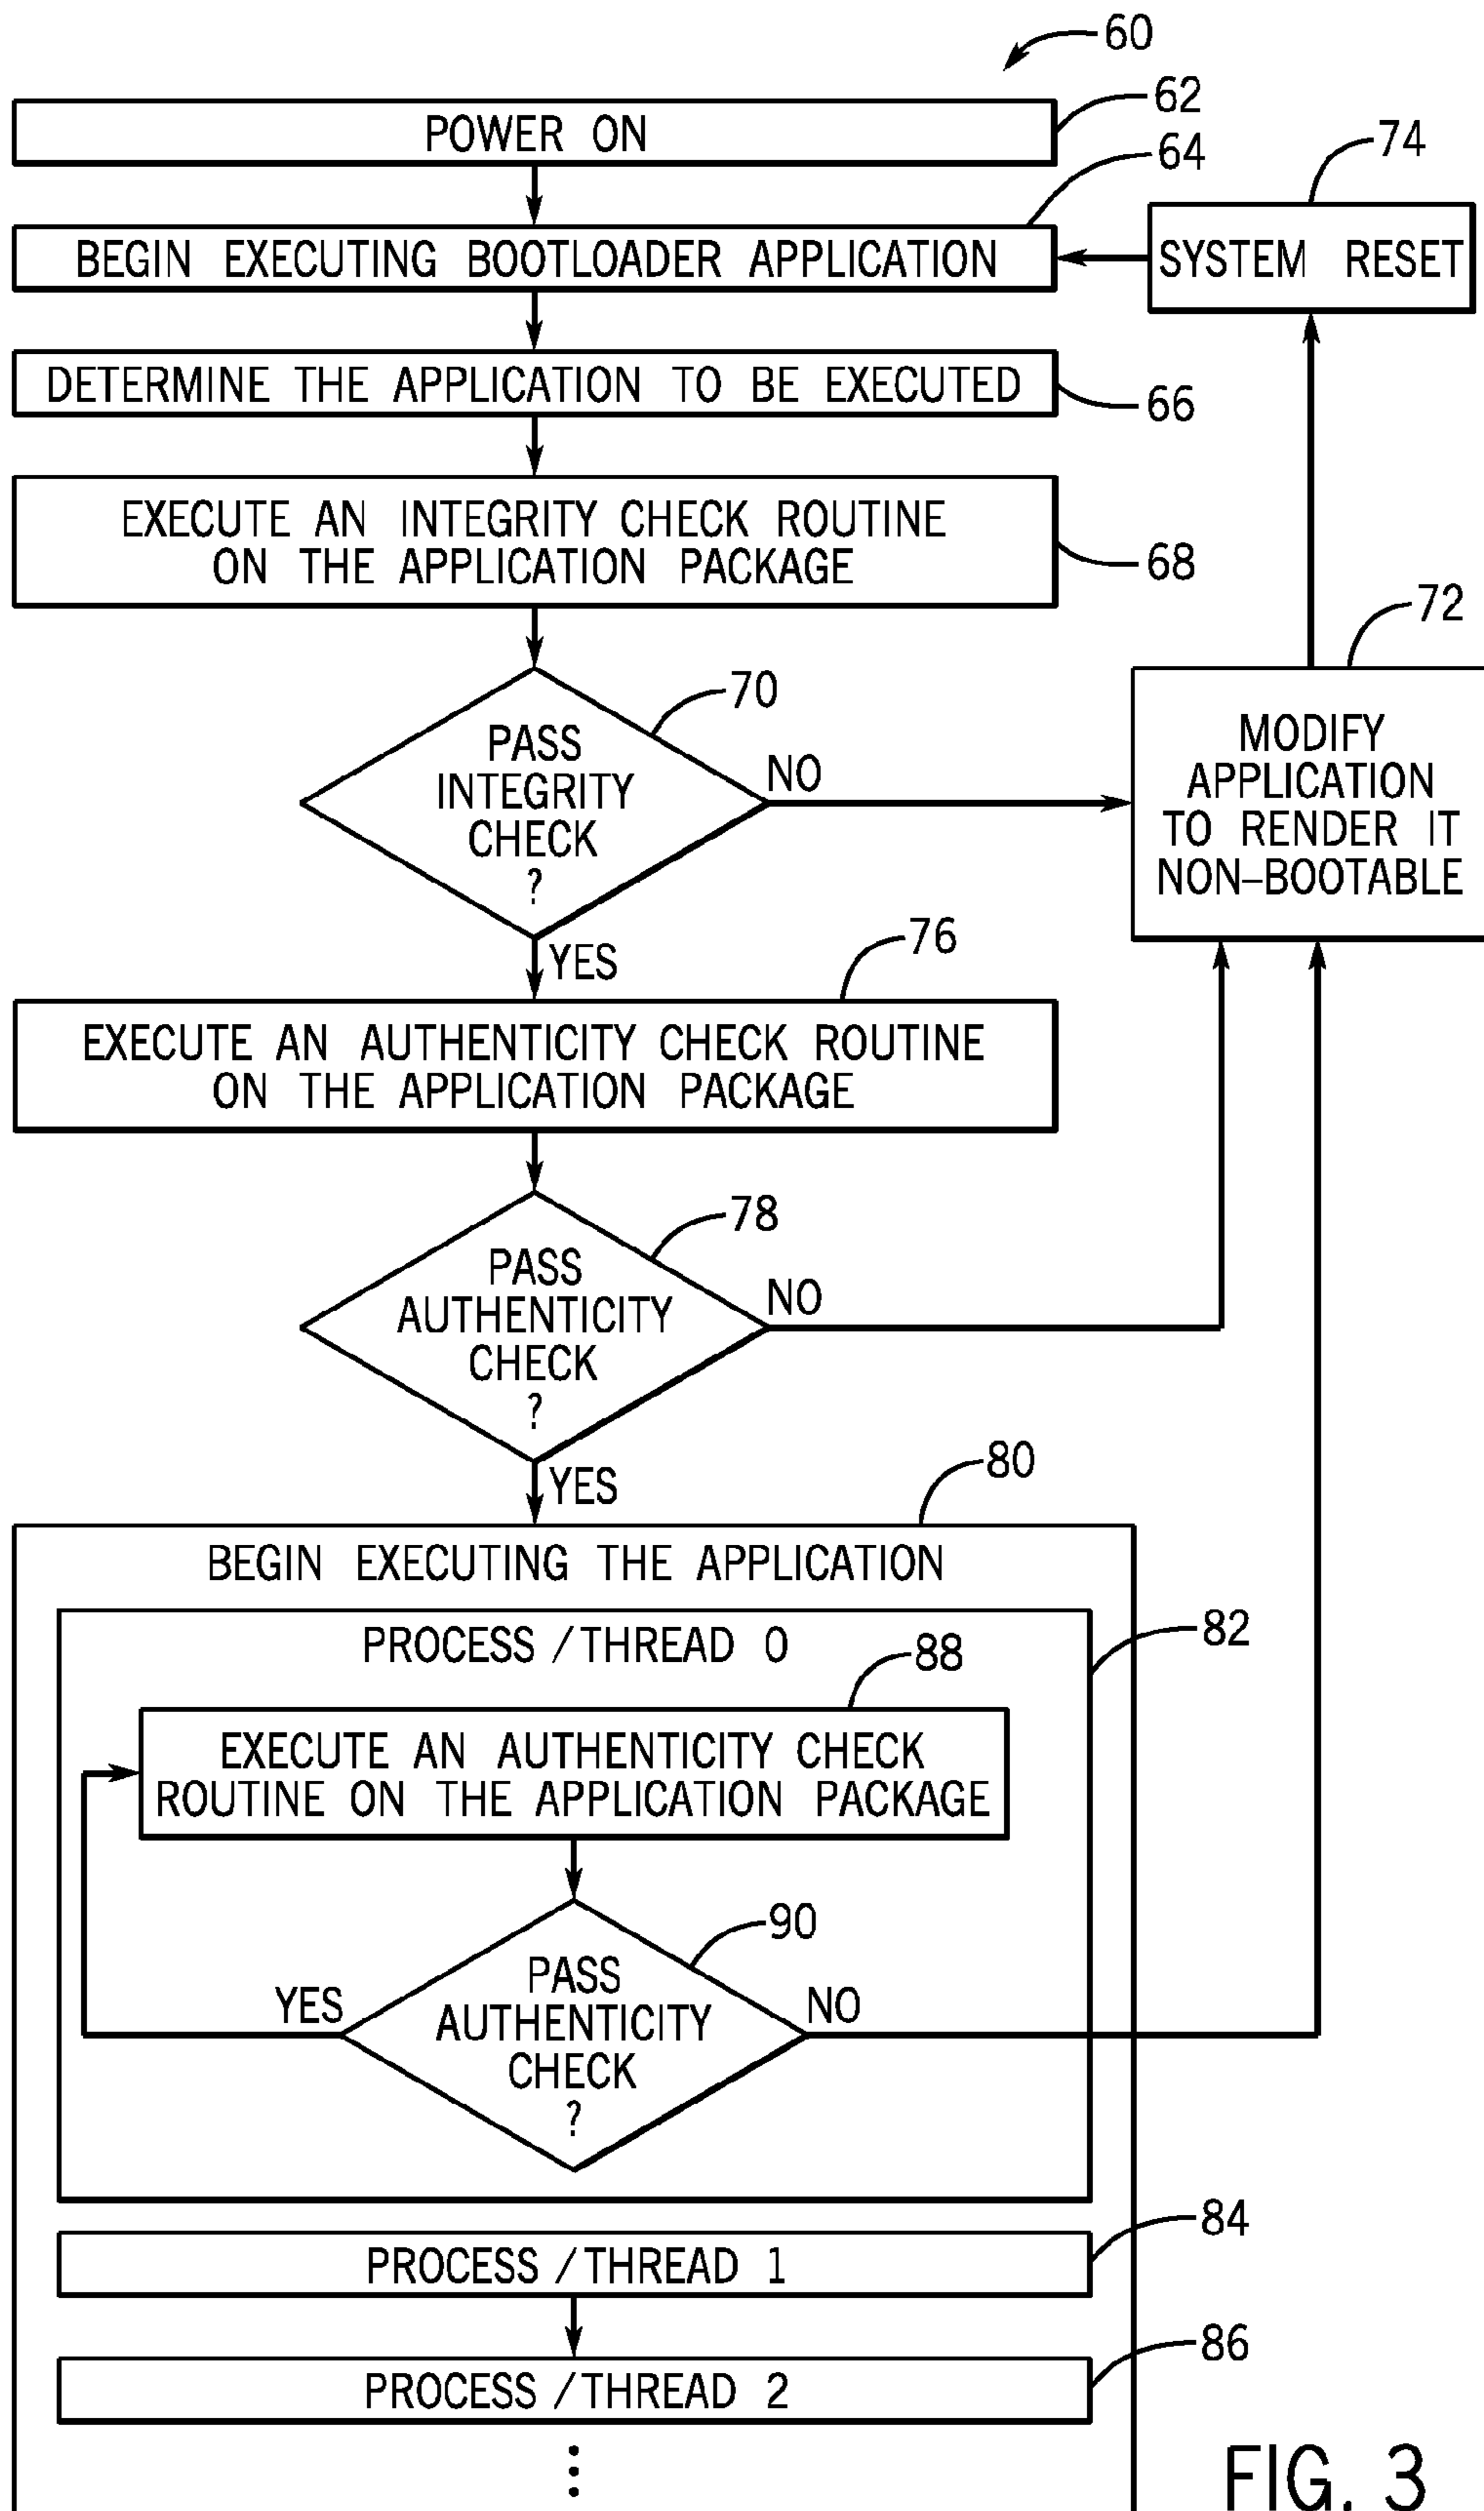 60
POWER ON
62
64
BEGIN EXECUTING BOOTLOADER APPLICATION
74
SYSTEM RESET
DETERMINE THE APPLICATION TO BE EXECUTED
66
EXECUTE AN INTEGRITY CHECK ROUTINE
ON THE APPLICATION PACKAGE
68
70
PASS
INTEGRITY
CHECK
?
NO
YES
72
MODIFY
APPLICATION
TO RENDER IT
NON-BOOTABLE
76
EXECUTE AN AUTHENTICITY CHECK ROUTINE
ON THE APPLICATION PACKAGE
78
PASS
AUTHENTICITY
CHECK
?
NO
YES
80
BEGIN EXECUTING THE APPLICATION
82
PROCESS/THREAD 0
88
EXECUTE AN AUTHENTICITY CHECK
ROUTINE ON THE APPLICATION PACKAGE
90
PASS
AUTHENTICITY
CHECK
?
YES
NO
84
PROCESS/THREAD 1
86
PROCESS/THREAD 2
FIG. 3